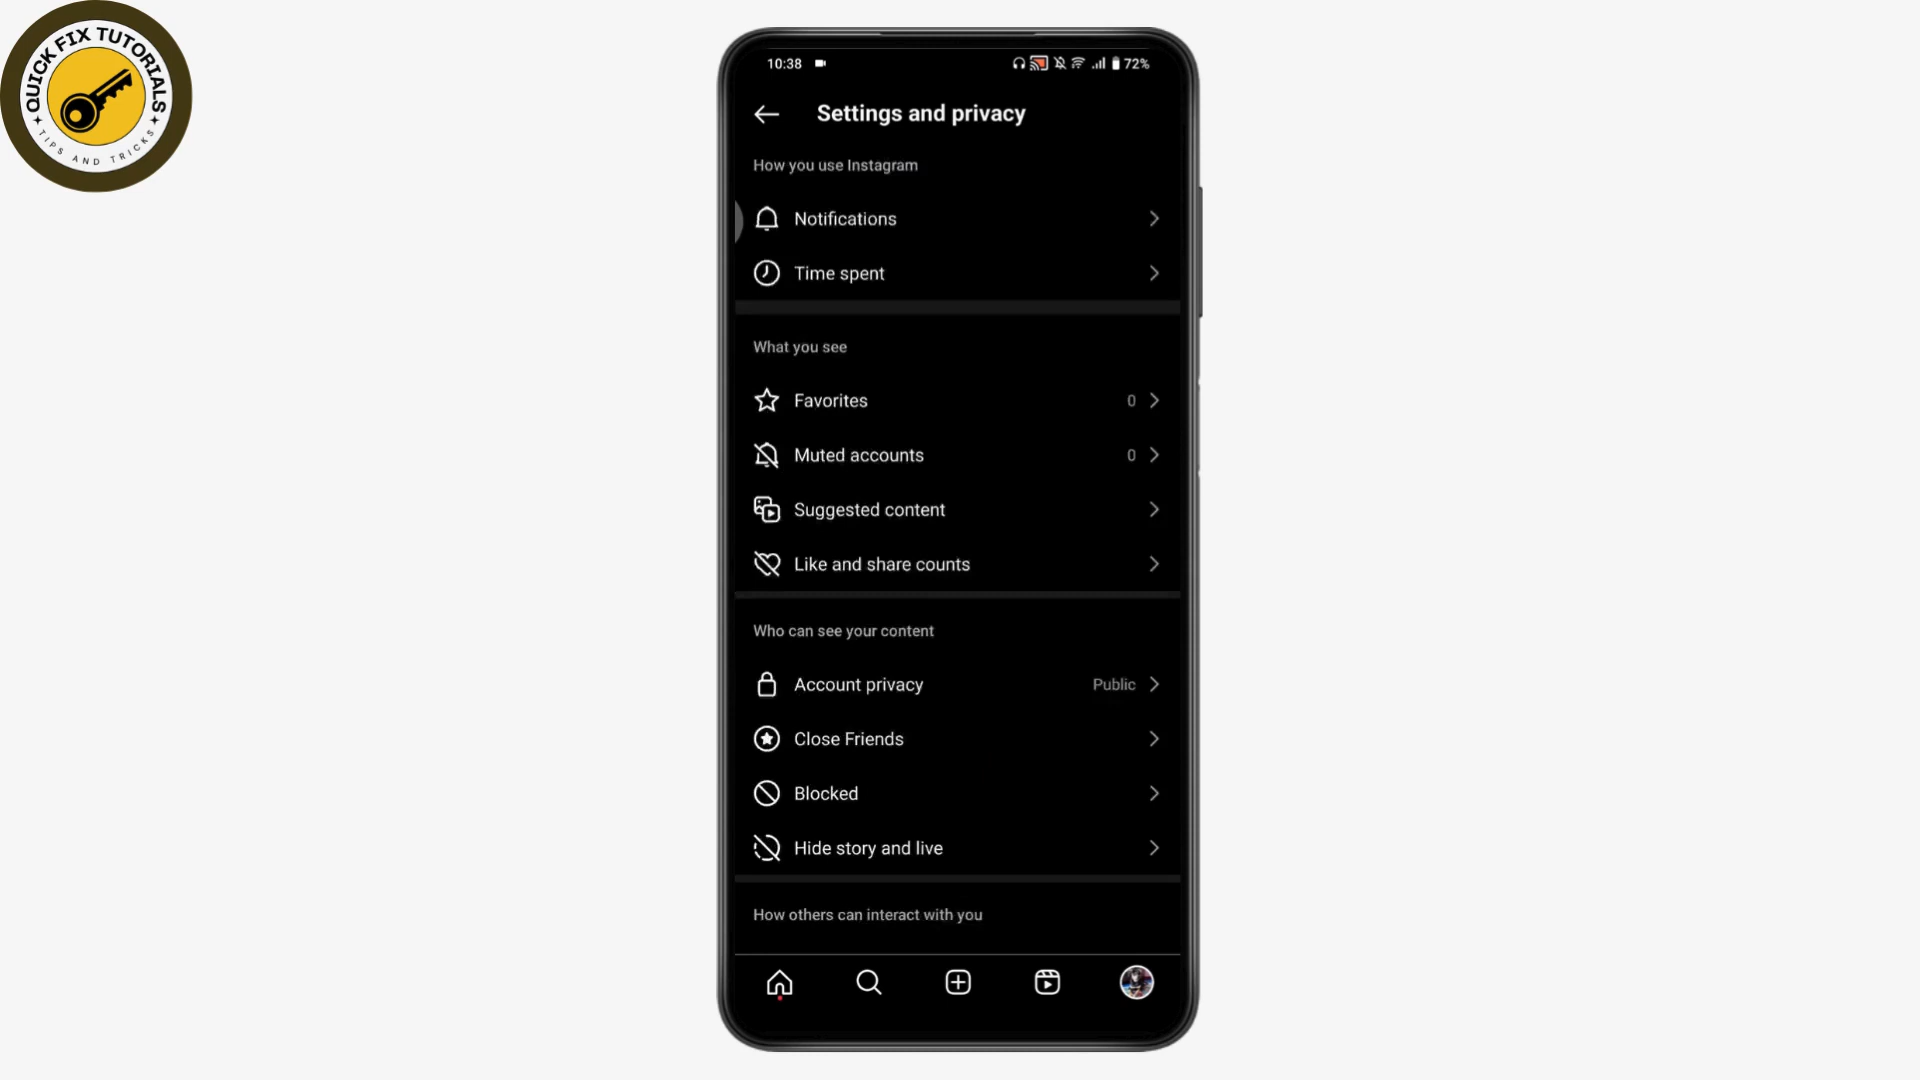 QUICK FIX TUTORIALS
TIPS AND TRICKS
10:38
72%
Settings and privacy
How you use Instagram
Notifications
Time spent
What you see
Favorites 0
Muted accounts 0
Suggested content
Like and share counts
Who can see your content
Account privacy Public
Close Friends
Blocked
Hide story and live
How others can interact with you